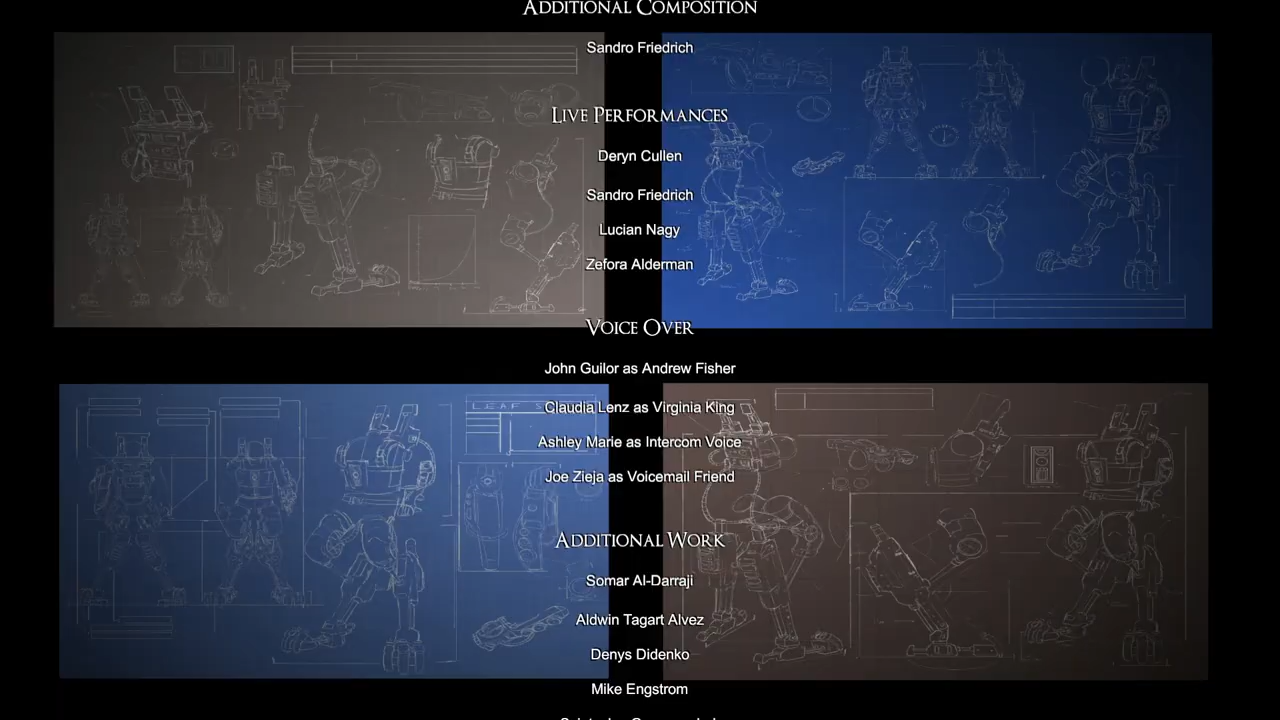 Additional Composition
Sandro Friedrich
Live Performances
Deryn Cullen
Sandro Friedrich
Lucian Nagy
Zefora Alderman
Voice Over
John Guilor as Andrew Fisher
Claudia Lenz as Virginia King
Ashley Marie as Intercom Voice
Joe Zieja as Voicemail Friend
Additional Work
Somar Al-Darraji
Aldwin Tagart Alvez
Denys Didenko
Mike Engstrom
LEAF